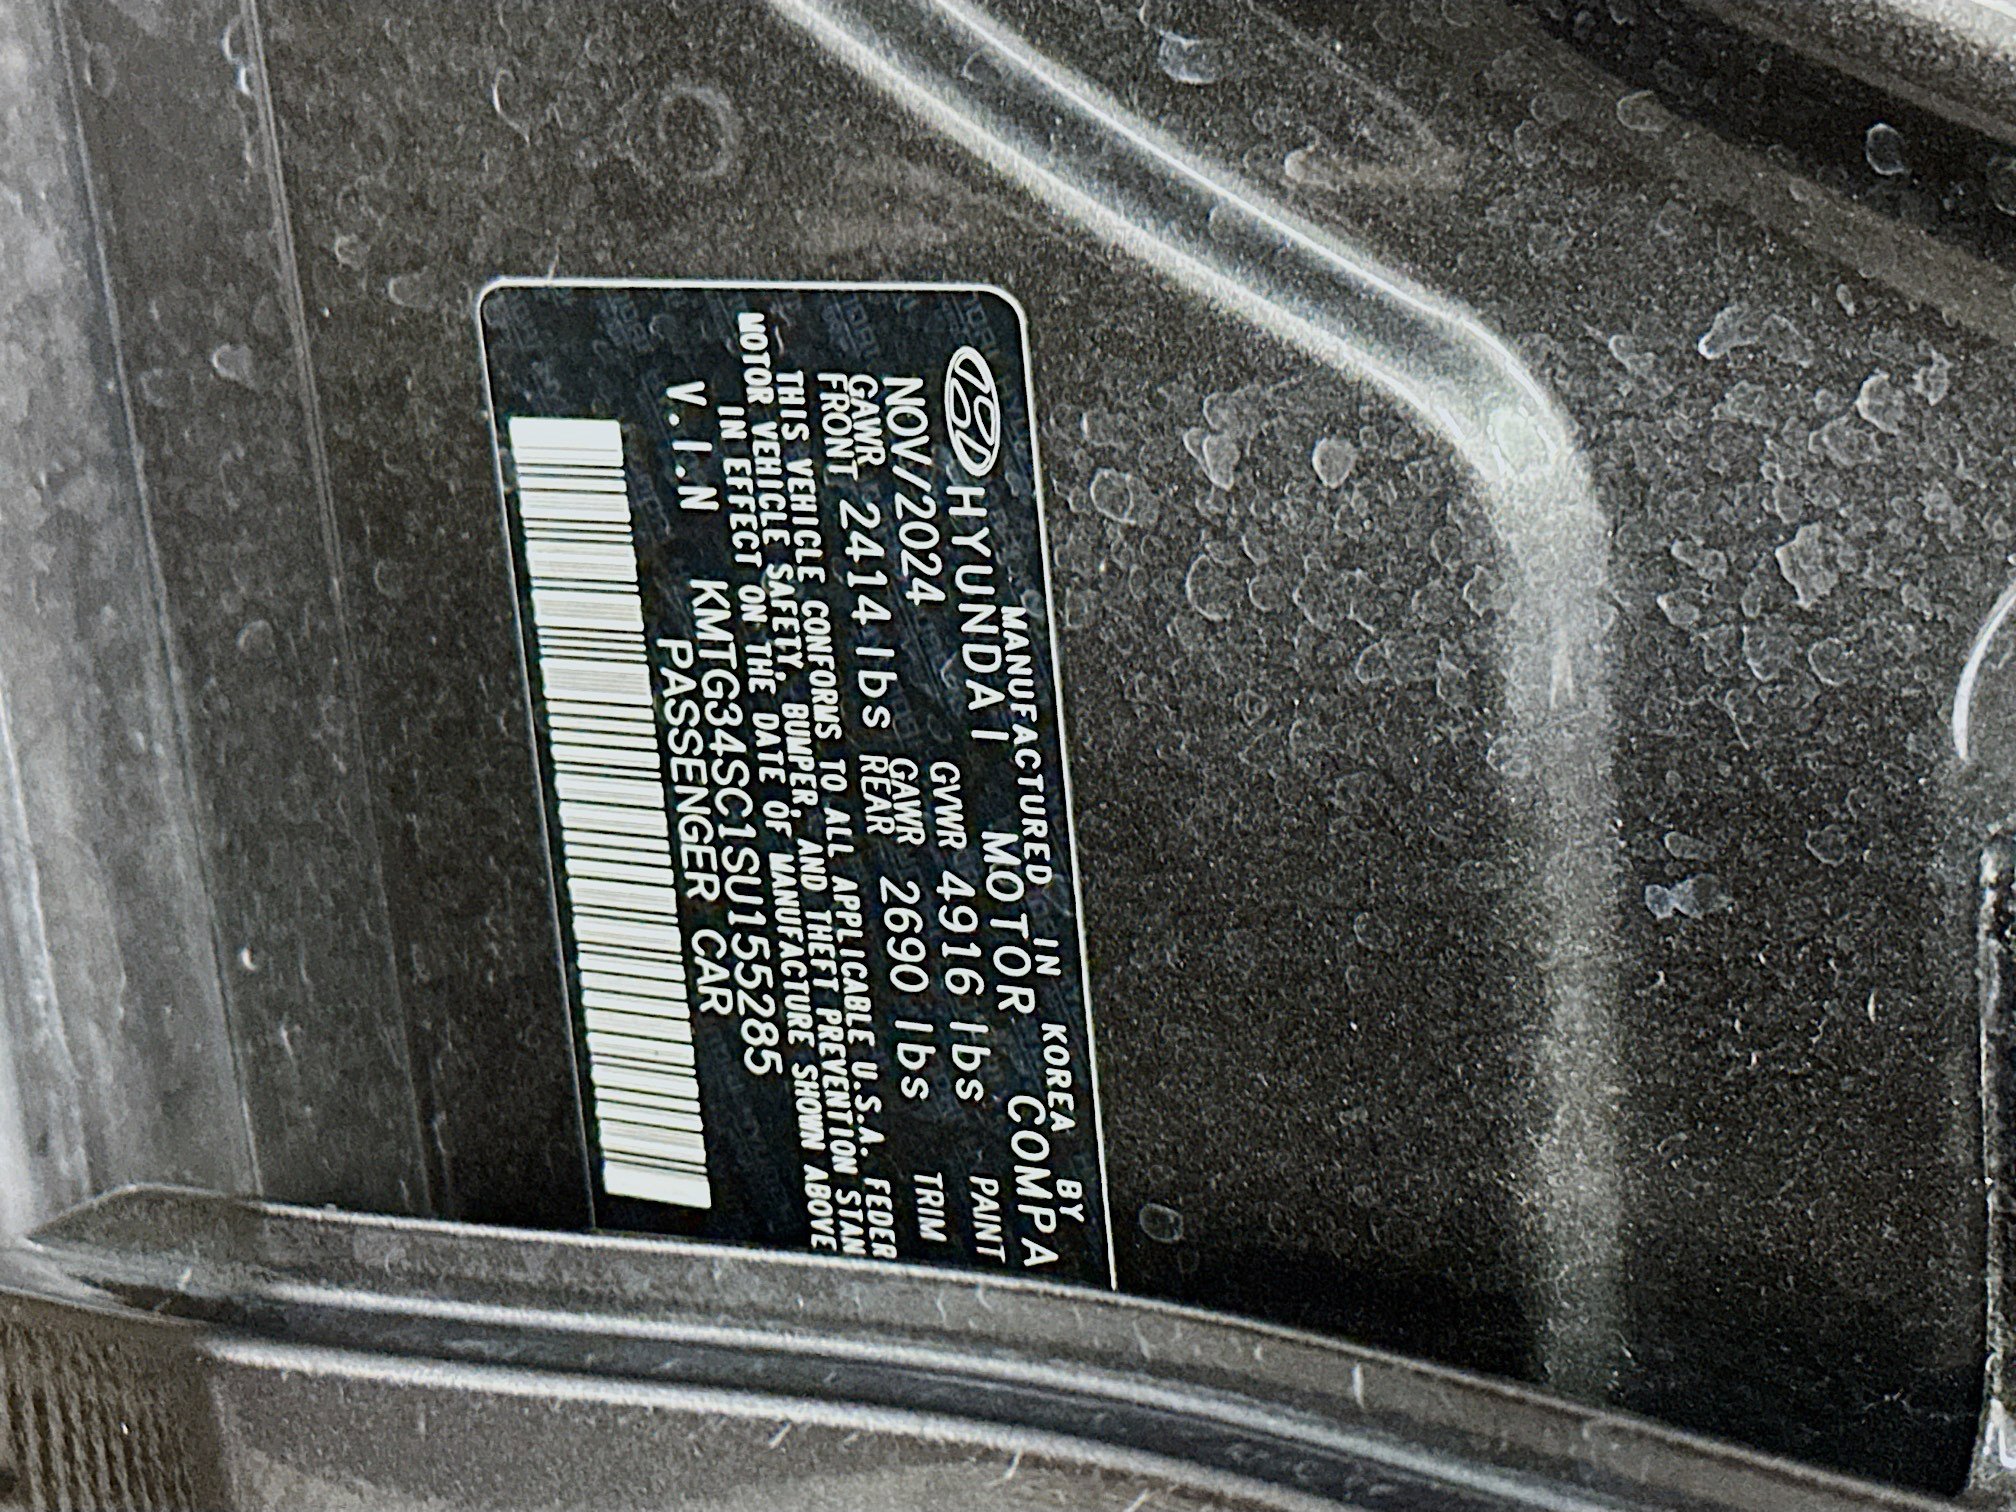 MANUFACTURED IN KOREA BY
HYUNDAI MOTOR COMPA
NOV/2024 GVWR 4916 lbs PAINT
GAWR FRONT 2414 lbs GAWR REAR 2690 lbs TRIM
THIS VEHICLE CONFORMS TO ALL APPLICABLE U.S.A. FEDER
MOTOR VEHICLE SAFETY, BUMPER, AND THEFT PREVENTION STAN
IN EFFECT ON THE DATE OF MANUFACTURE SHOWN ABOVE
V.I.N KMTG34SC1SU155285
PASSENGER CAR